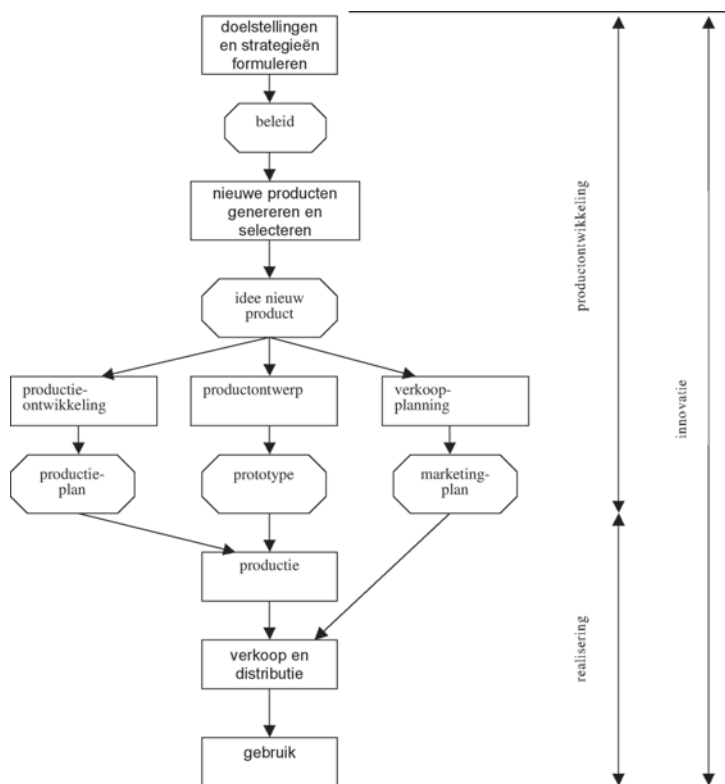 doelstellingen
en strategieën
formuleren
beleid
nieuwe producten
genereren en
selecteren
idee nieuw
product
productie-
ontwikkeling
productontwerp
verkoop-
planning
productie-
plan
prototype
marketing-
plan
productie
verkoop en
distributie
gebruik
productontwikkeling
realisering
innovatie